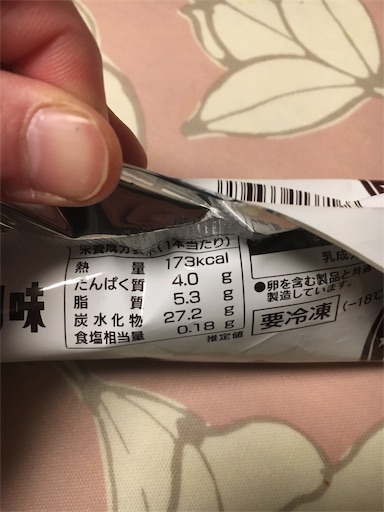 栄養成分表示(1本当たり)
熱量 173kcal
たんぱく質 4.0 g
脂質 5.3 g
炭水化物 27.2 g
食塩相当量 0.18 g
推定値
味
乳成
●卵を含む製品と共通
製造しています。
要冷凍
(-18℃